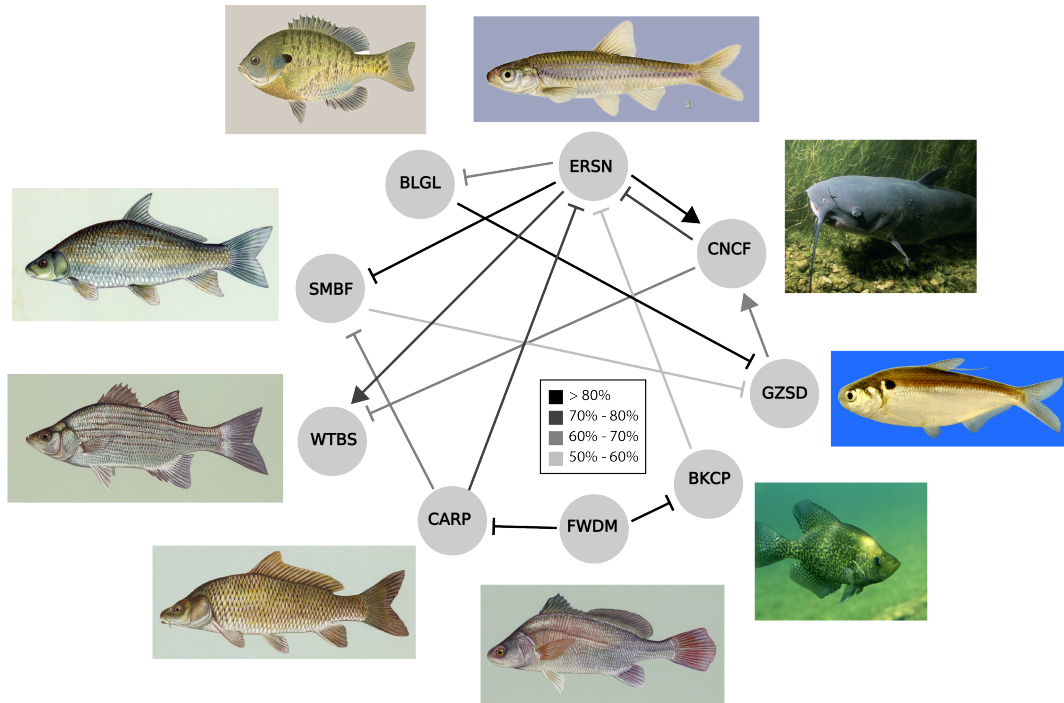 ERSN
BLGL
CNCF
SMBF
> 80%
70% - 80%
60% - 70%
50% - 60%
GZSD
WTBS
BKCP
CARP
FWDM